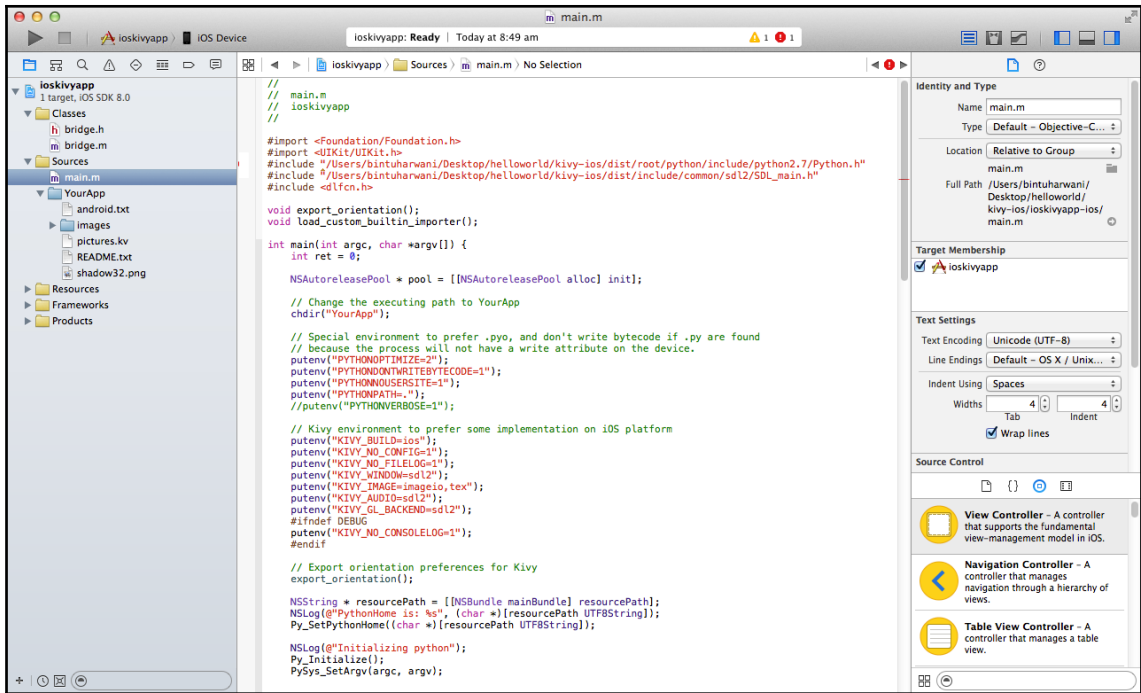 main.m
ioskivyapp
iOS Device
ioskivyapp: Ready | Today at 8:49 am
1
1
ioskivyapp
Sources
main.m
No Selection
ioskivyapp
1 target, iOS SDK 8.0
Classes
bridge.h
bridge.m
Sources
main.m
YourApp
android.txt
images
pictures.kv
README.txt
shadow32.png
Resources
Frameworks
Products
//
//  main.m
//  ioskivyapp
//
#import <Foundation/Foundation.h>
#import <UIKit/UIKit.h>
#include "/Users/bintuharwani/Desktop/helloworld/kivy-ios/dist/root/python/include/python2.7/Python.h"
#include "/Users/bintuharwani/Desktop/helloworld/kivy-ios/dist/include/common/sdl2/SDL_main.h"
#include <dlfcn.h>
void export_orientation();
void load_custom_builtin_importer();
int main(int argc, char *argv[]) {
int ret = 0;
NSAutoreleasePool * pool = [[NSAutoreleasePool alloc] init];
// Change the executing path to YourApp
chdir("YourApp");
// Special environment to prefer .pyo, and don't write bytecode if .py are found
// because the process will not have a write attribute on the device.
putenv("PYTHONOPTIMIZE=2");
putenv("PYTHONDONTWRITEBYTECODE=1");
putenv("PYTHONNOUSERSITE=1");
putenv("PYTHONPATH=.");
//putenv("PYTHONVERBOSE=1");
// Kivy environment to prefer some implementation on iOS platform
putenv("KIVY_BUILD=ios");
putenv("KIVY_NO_CONFIG=1");
putenv("KIVY_NO_FILELOG=1");
putenv("KIVY_WINDOW=sdl2");
putenv("KIVY_IMAGE=imageio,tex");
putenv("KIVY_AUDIO=sdl2");
putenv("KIVY_GL_BACKEND=sdl2");
#ifndef DEBUG
putenv("KIVY_NO_CONSOLELOG=1");
#endif
// Export orientation preferences for Kivy
export_orientation();
NSString * resourcePath = [[NSBundle mainBundle] resourcePath];
NSLog(@"PythonHome is: %s", (char *)[resourcePath UTF8String]);
Py_SetPythonHome((char *)[resourcePath UTF8String]);
NSLog(@"Initializing python");
Py_Initialize();
PySys_SetArgv(argc, argv);
Identity and Type
Name main.m
Type Default - Objective-C...
Location Relative to Group
main.m
Full Path /Users/bintuharwani/
Desktop/helloworld/
kivy-ios/ioskivyapp-ios/
main.m
Target Membership
ioskivyapp
Text Settings
Text Encoding Unicode (UTF-8)
Line Endings Default - OS X / Unix...
Indent Using Spaces
Widths 4 4
Tab Indent
Wrap lines
Source Control
View Controller - A controller
that supports the fundamental
view-management model in iOS.
Navigation Controller - A
controller that manages
navigation through a hierarchy of
views.
Table View Controller - A
controller that manages a table
view.